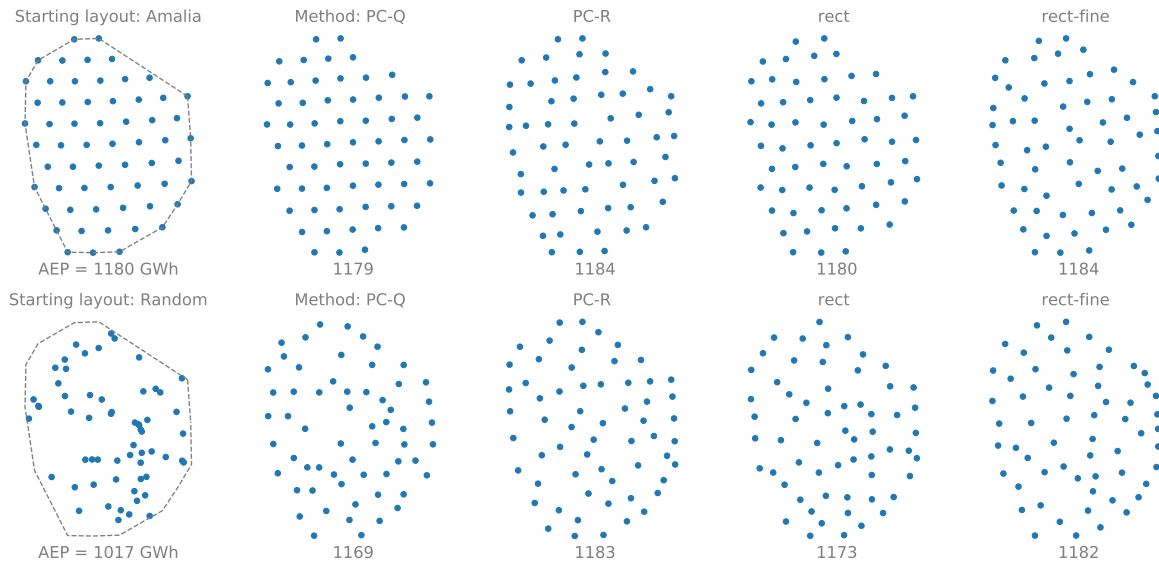 Starting layout: Amalia
Method: PC-Q
PC-R
rect
rect-fine
AEP = 1180 GWh
1179
1184
1180
1184
Starting layout: Random
Method: PC-Q
PC-R
rect
rect-fine
AEP = 1017 GWh
1169
1183
1173
1182